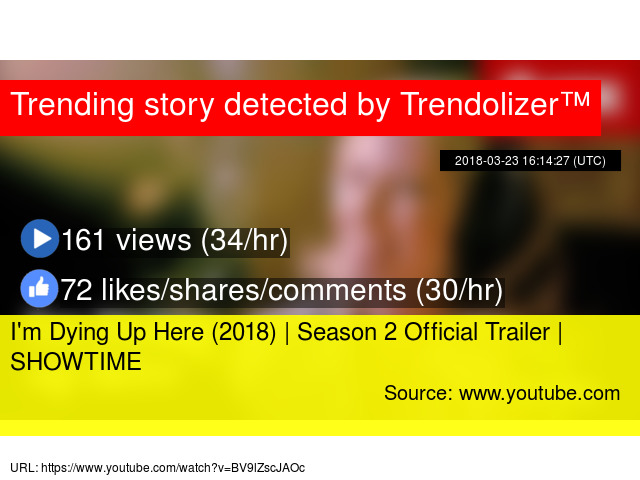 Trending story detected by Trendolizer™
2018-03-23 16:14:27 (UTC)
161 views (34/hr)
72 likes/shares/comments (30/hr)
I'm Dying Up Here (2018) | Season 2 Official Trailer |
SHOWTIME
Source: www.youtube.com
URL: https://www.youtube.com/watch?v=BV9lZscJAOc